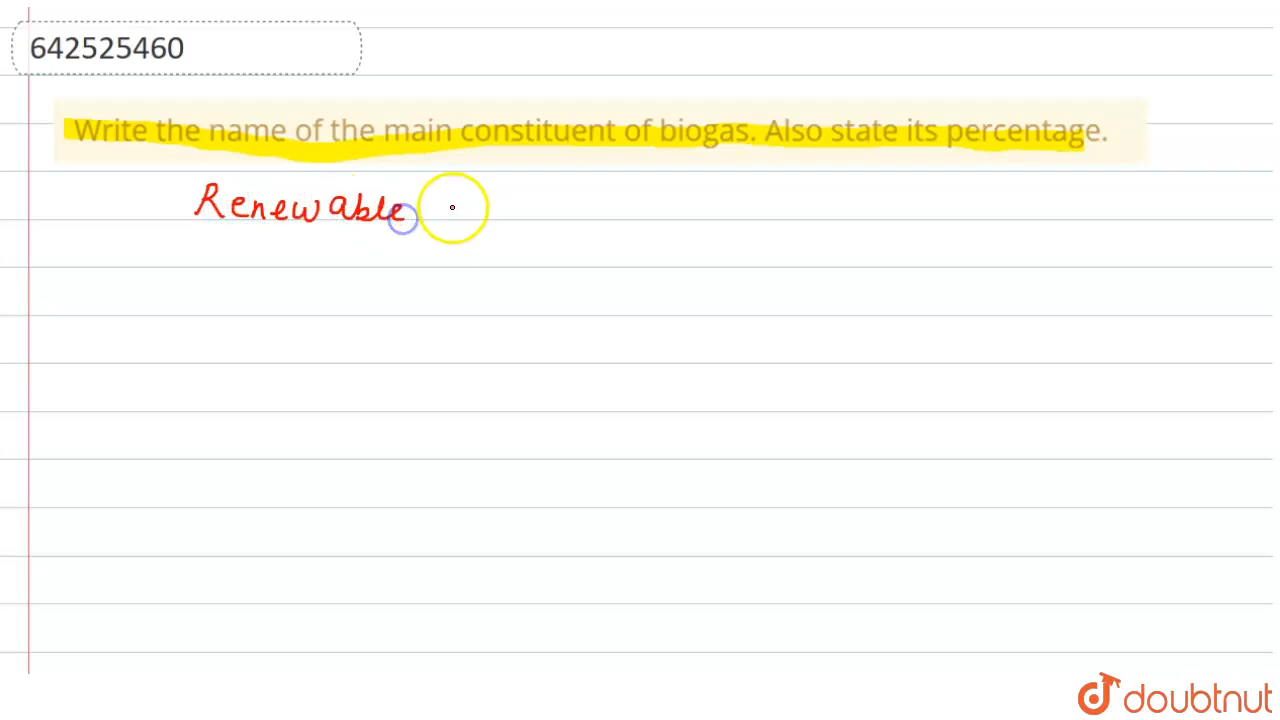 642525460
Write the name of the main constituent of biogas. Also state its percentage.
Renewable
doubtnut